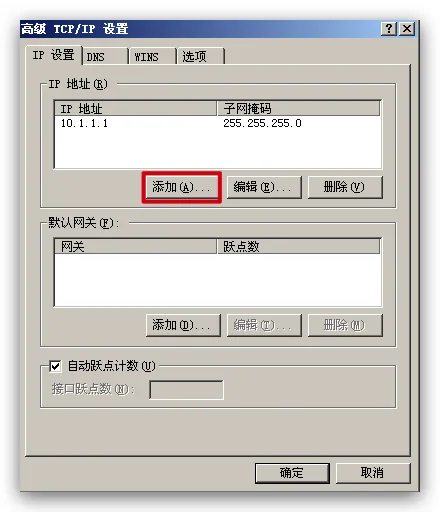 高级 TCP/IP 设置
IP 设置 DNS WINS 选项
IP 地址(R)
IP 地址 子网掩码
10.1.1.1 255.255.255.0
添加(A)... 编辑(E)... 删除(V)
默认网关(F):
网关 跃点数
添加(D)... 编辑(T)... 删除(M)
自动跃点计数(U)
接口跃点数(N):
确定 取消